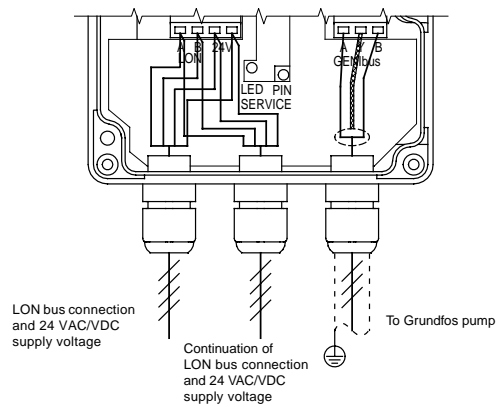 A B 24V
LON
A Y B
GENIbus
LED PIN
SERVICE
LON bus connection
and 24 VAC/VDC
supply voltage
Continuation of
LON bus connection
and 24 VAC/VDC
supply voltage
To Grundfos pump